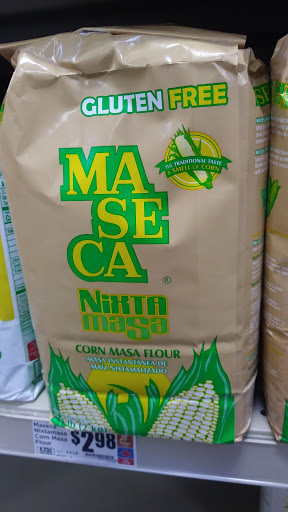 GLUTEN FREE
THE TRADITIONAL TASTE
& SMELL OF CORN
MA
SE
CA
®
NiXTA
masa
CORN MASA FLOUR
MASA INSTANTÁNEA DE
MAÍZ NIXTAMALIZADO
Maseca
Nixtamasa
Corn Masa
Flour
$2.98